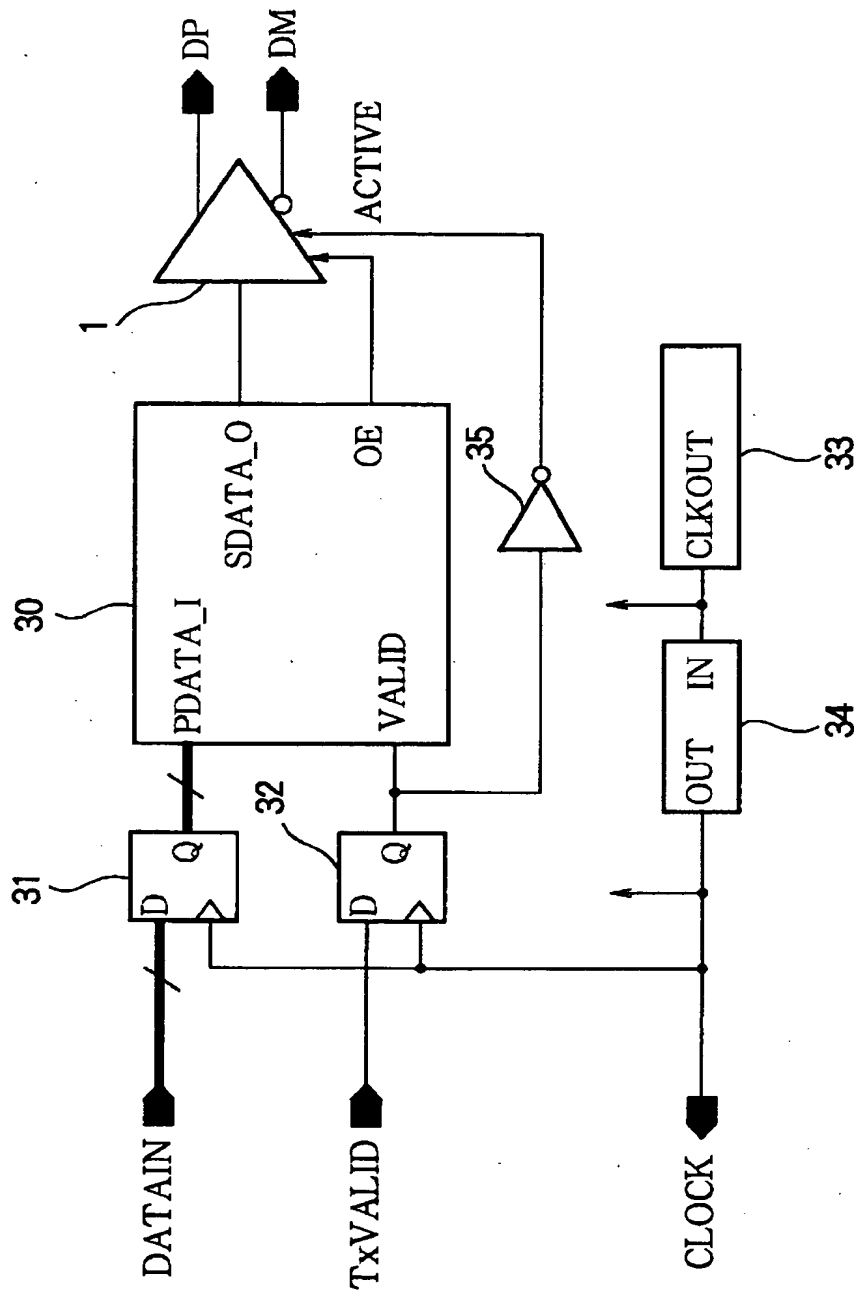 DP
DM
ACTIVE
1
30
PDATA_I
SDATA_O
VALID
OE
31
D
Q
32
D
Q
35
DATAIN
TxVALID
CLOCK
OUT
IN
34
CLKOUT
33